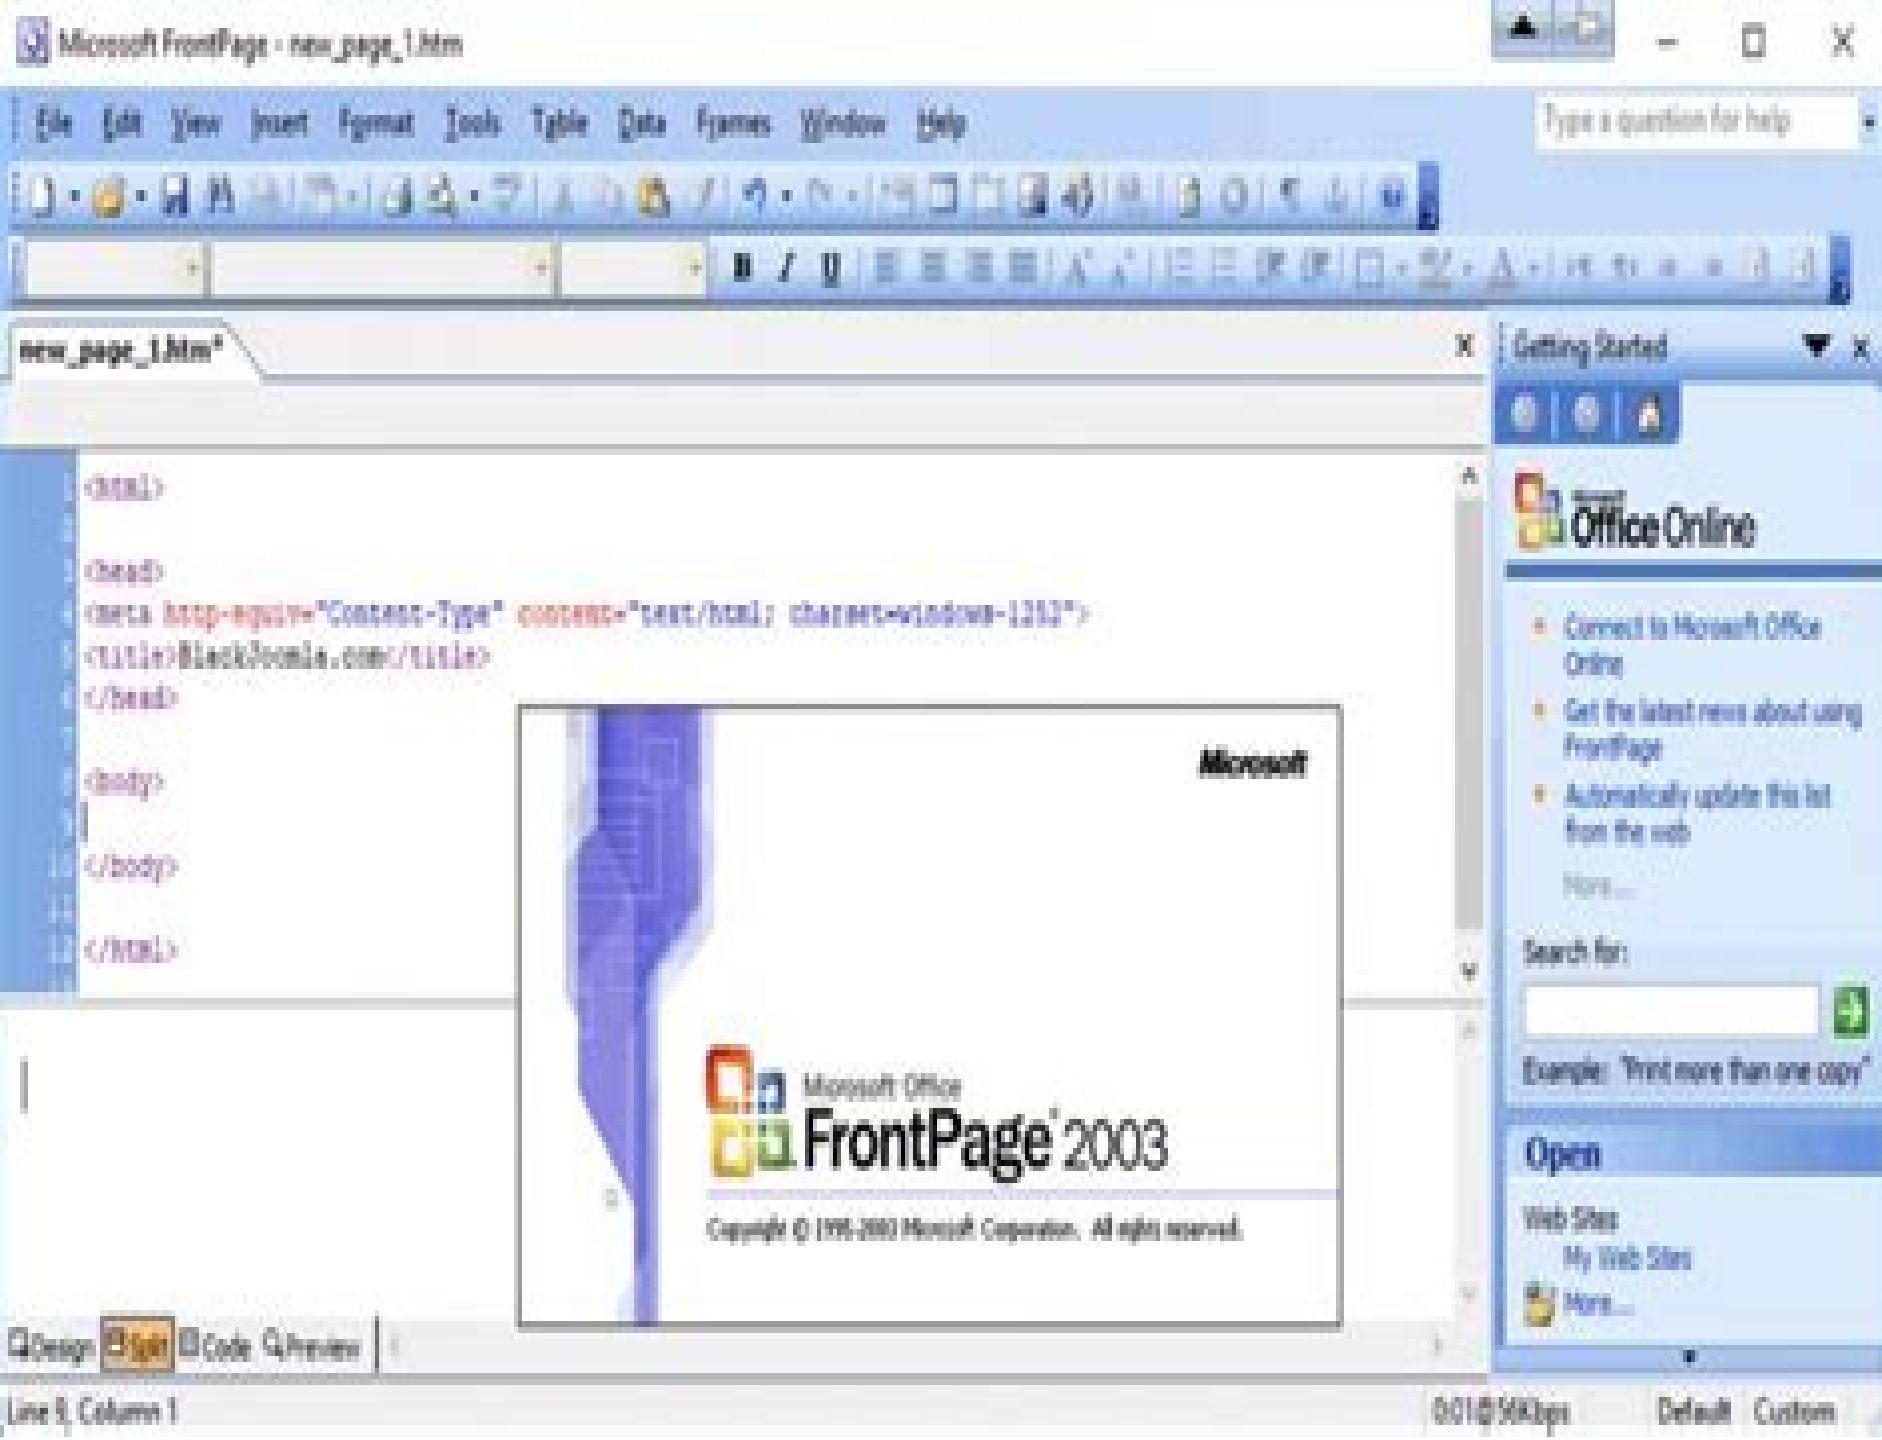 Microsoft FrontPage - new_page_1.htm
File Edit View Insert Format Tools Table Data Frames Window Help
Type a question for help
B I U
new_page_1.htm*
<html>
<head>
<meta http-equiv="Content-Type" content="text/html; charset=windows-1252">
<title>BlackJoomla.com</title>
</head>
<body>
</body>
</html>
Microsoft
Microsoft Office
FrontPage 2003
Copyright © 1995-2003 Microsoft Corporation. All rights reserved.
Design Split Code Preview
Line 9, Column 1
0:01@56Kbps Default Custom
Getting Started
Microsoft
Office Online
Connect to Microsoft Office
Online
Get the latest news about using
FrontPage
Automatically update this list
from the web
More...
Search for:
Example: "Print more than one copy"
Open
Web Sites
My Web Sites
More...